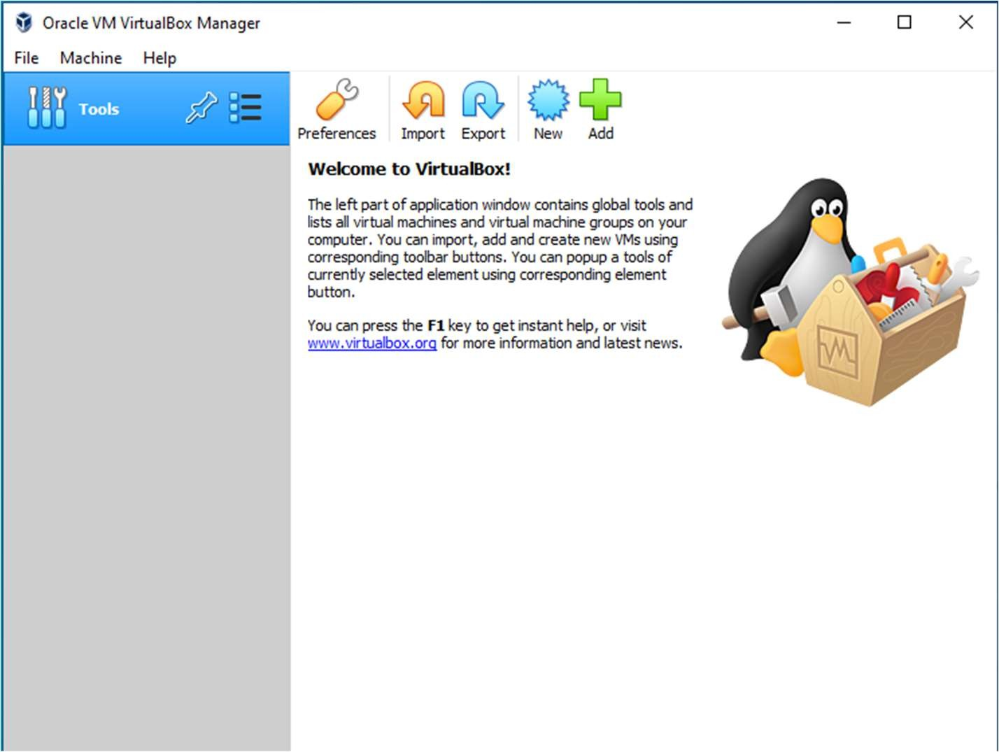 Oracle VM VirtualBox Manager
File Machine Help
Tools
Preferences Import Export New Add
Welcome to VirtualBox!
The left part of application window contains global tools and
lists all virtual machines and virtual machine groups on your
computer. You can import, add and create new VMs using
corresponding toolbar buttons. You can popup a tools of
currently selected element using corresponding element
button.
You can press the F1 key to get instant help, or visit
www.virtualbox.org for more information and latest news.